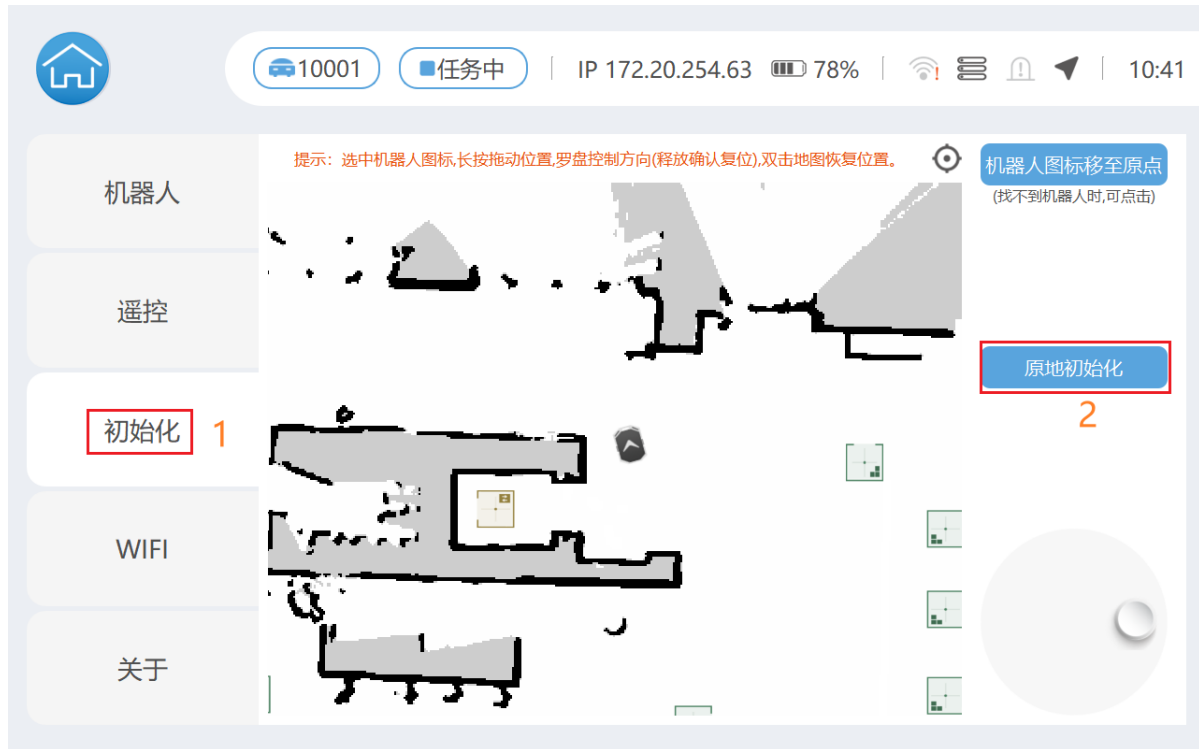 10001
任务中
IP 172.20.254.63
78%
10:41
机器人
遥控
初始化
1
WIFI
关于
提示：选中机器人图标,长按拖动位置,罗盘控制方向(释放确认复位),双击地图恢复位置。
机器人图标移至原点
(找不到机器人时,可点击)
原地初始化
2